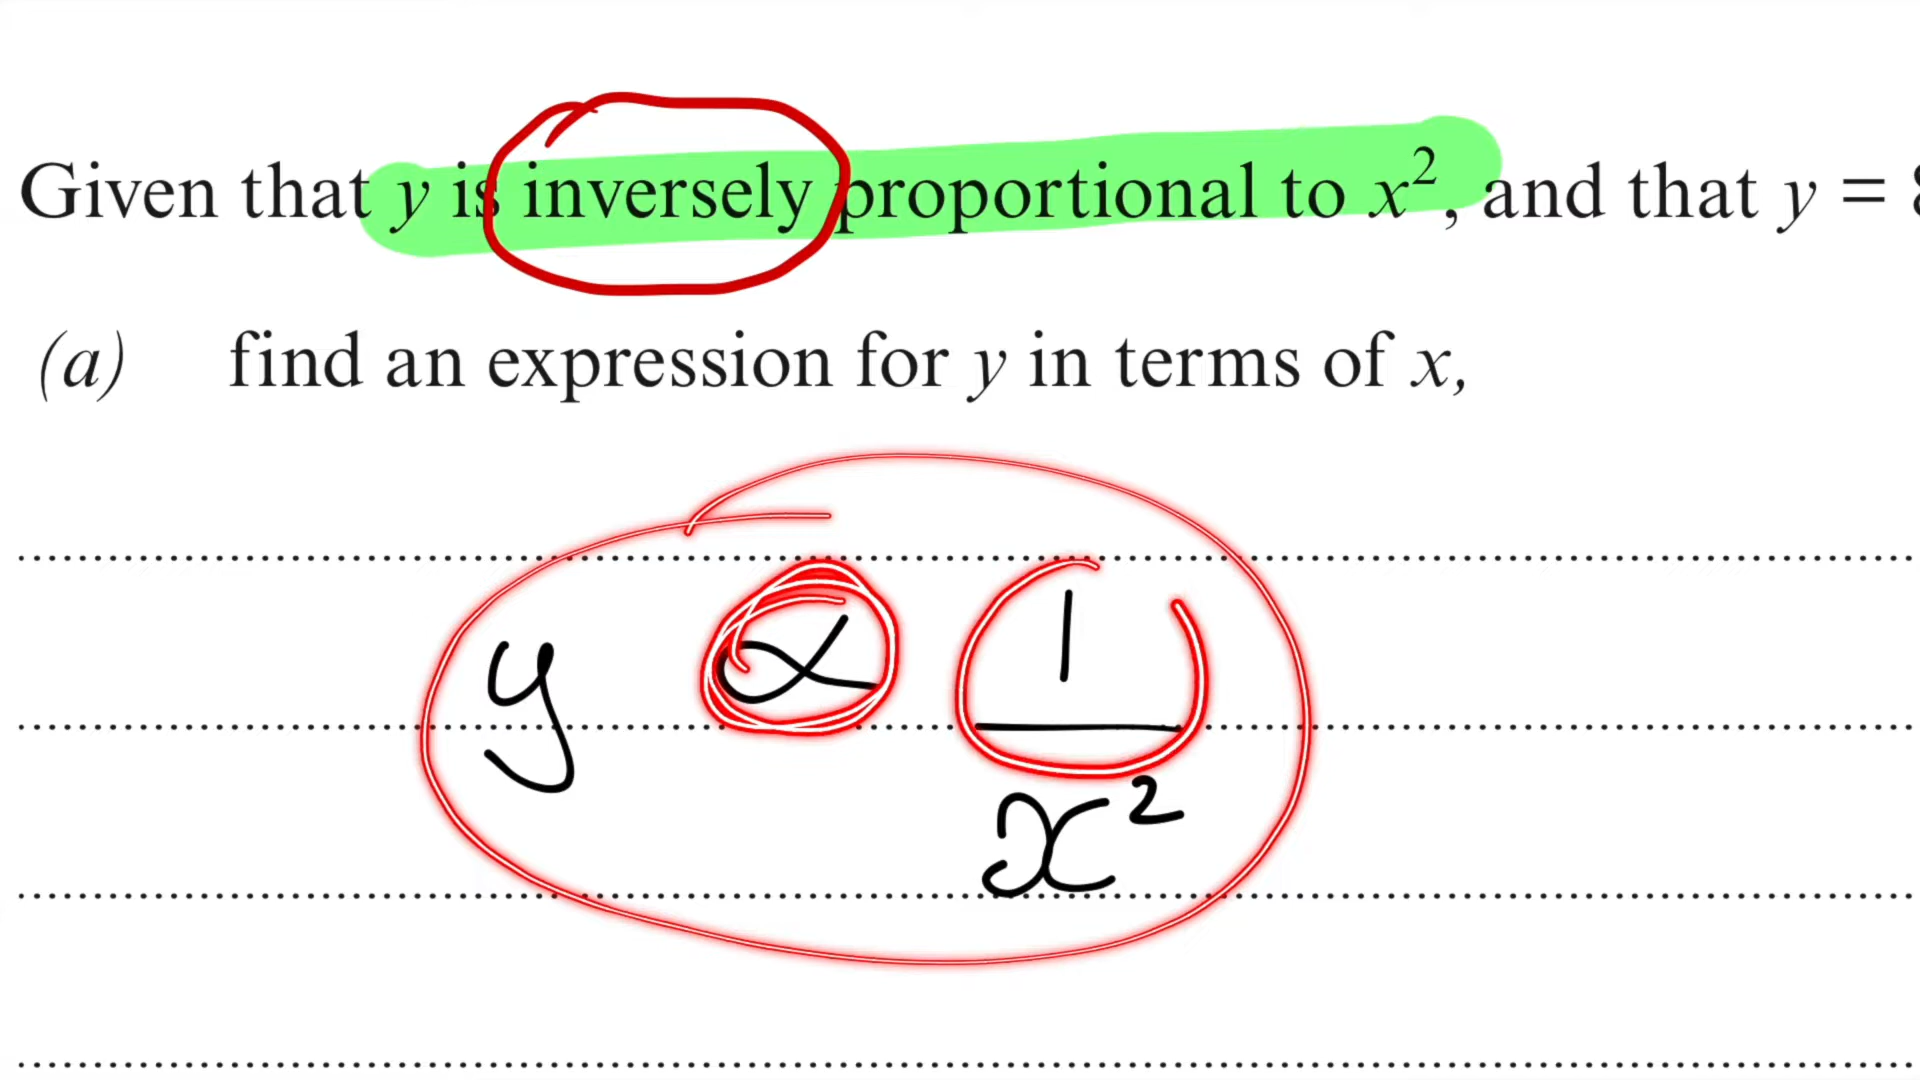 Given that y is inversely proportional to x², and that y =
(a) find an expression for y in terms of x,
y ∝ 1/x²